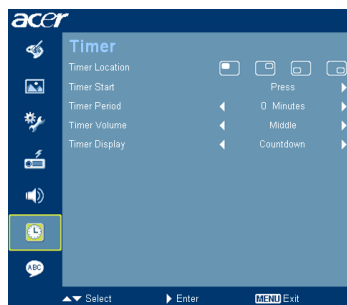 acer
Timer
Timer Location
Timer Start Press
Timer Period 0 Minutes
Timer Volume Middle
Timer Display Countdown
ABC
Select Enter MENU Exit